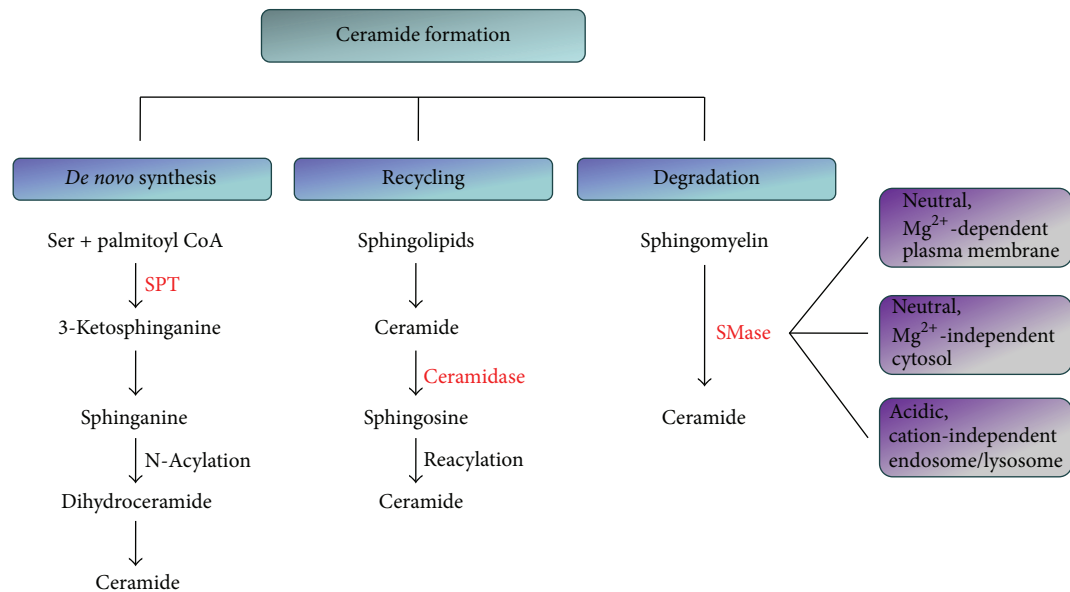 Ceramide formation
De novo synthesis
Ser + palmitoyl CoA
SPT
3-Ketosphinganine
Sphinganine
N-Acylation
Dihydroceramide
Ceramide
Recycling
Sphingolipids
Ceramide
Ceramidase
Sphingosine
Reacylation
Ceramide
Degradation
Sphingomyelin
SMase
Ceramide
Neutral,
Mg²⁺-dependent
plasma membrane
Neutral,
Mg²⁺-independent
cytosol
Acidic,
cation-independent
endosome/lysosome